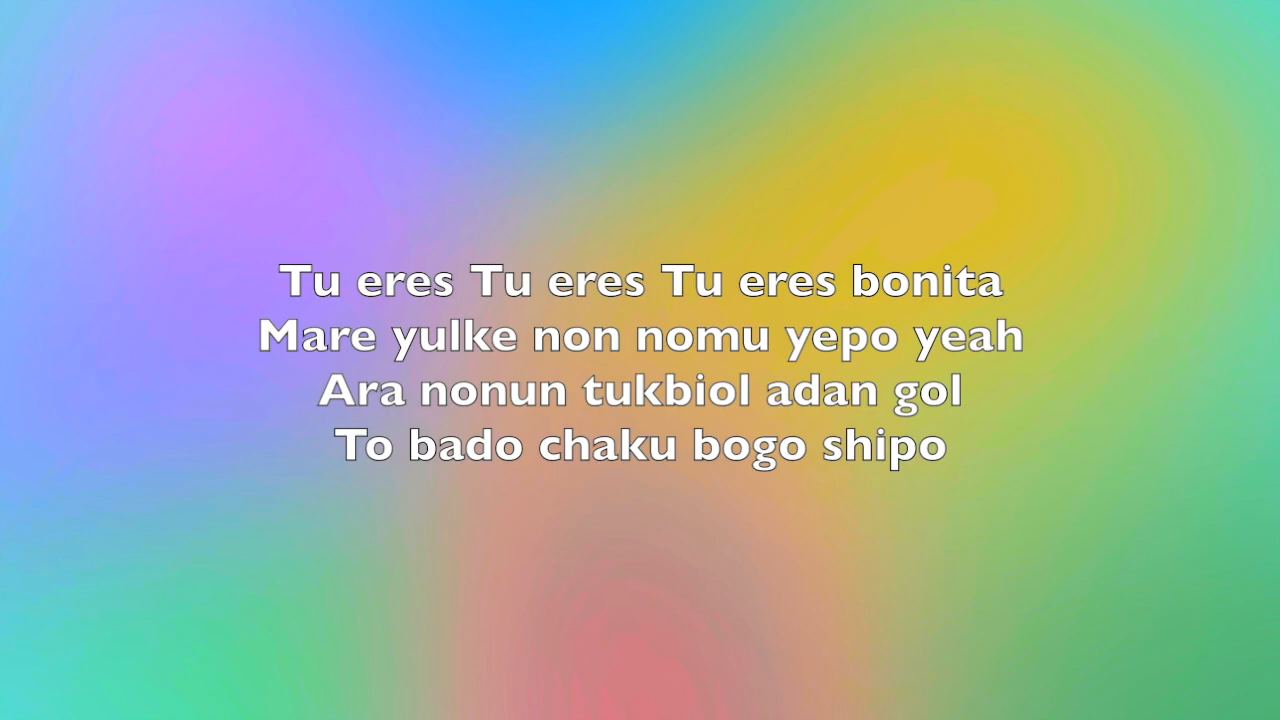 Tu eres Tu eres Tu eres bonita
Mare yulke non nomu yepo yeah
Ara nonun tukbiol adan gol
To bado chaku bogo shipo